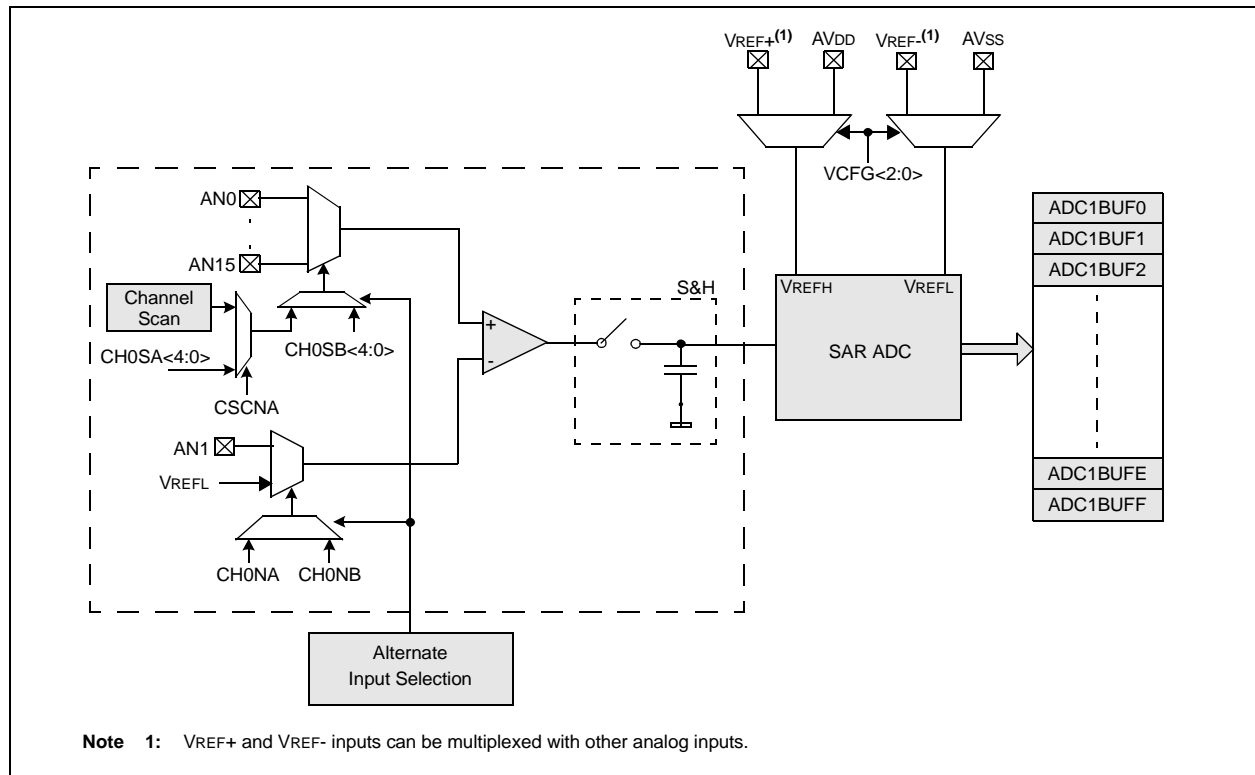 VREF+(1) AVDD VREF-(1) AVSS
VCFG<2:0>
AN0
AN15
Channel
Scan
CH0SA<4:0>
CH0SB<4:0>
CSCNA
AN1
VREFL
CH0NA CH0NB
+
-
S&H
VREFH VREFL
SAR ADC
ADC1BUF0
ADC1BUF1
ADC1BUF2
ADC1BUFE
ADC1BUFF
Alternate
Input Selection
Note 1: VREF+ and VREF- inputs can be multiplexed with other analog inputs.